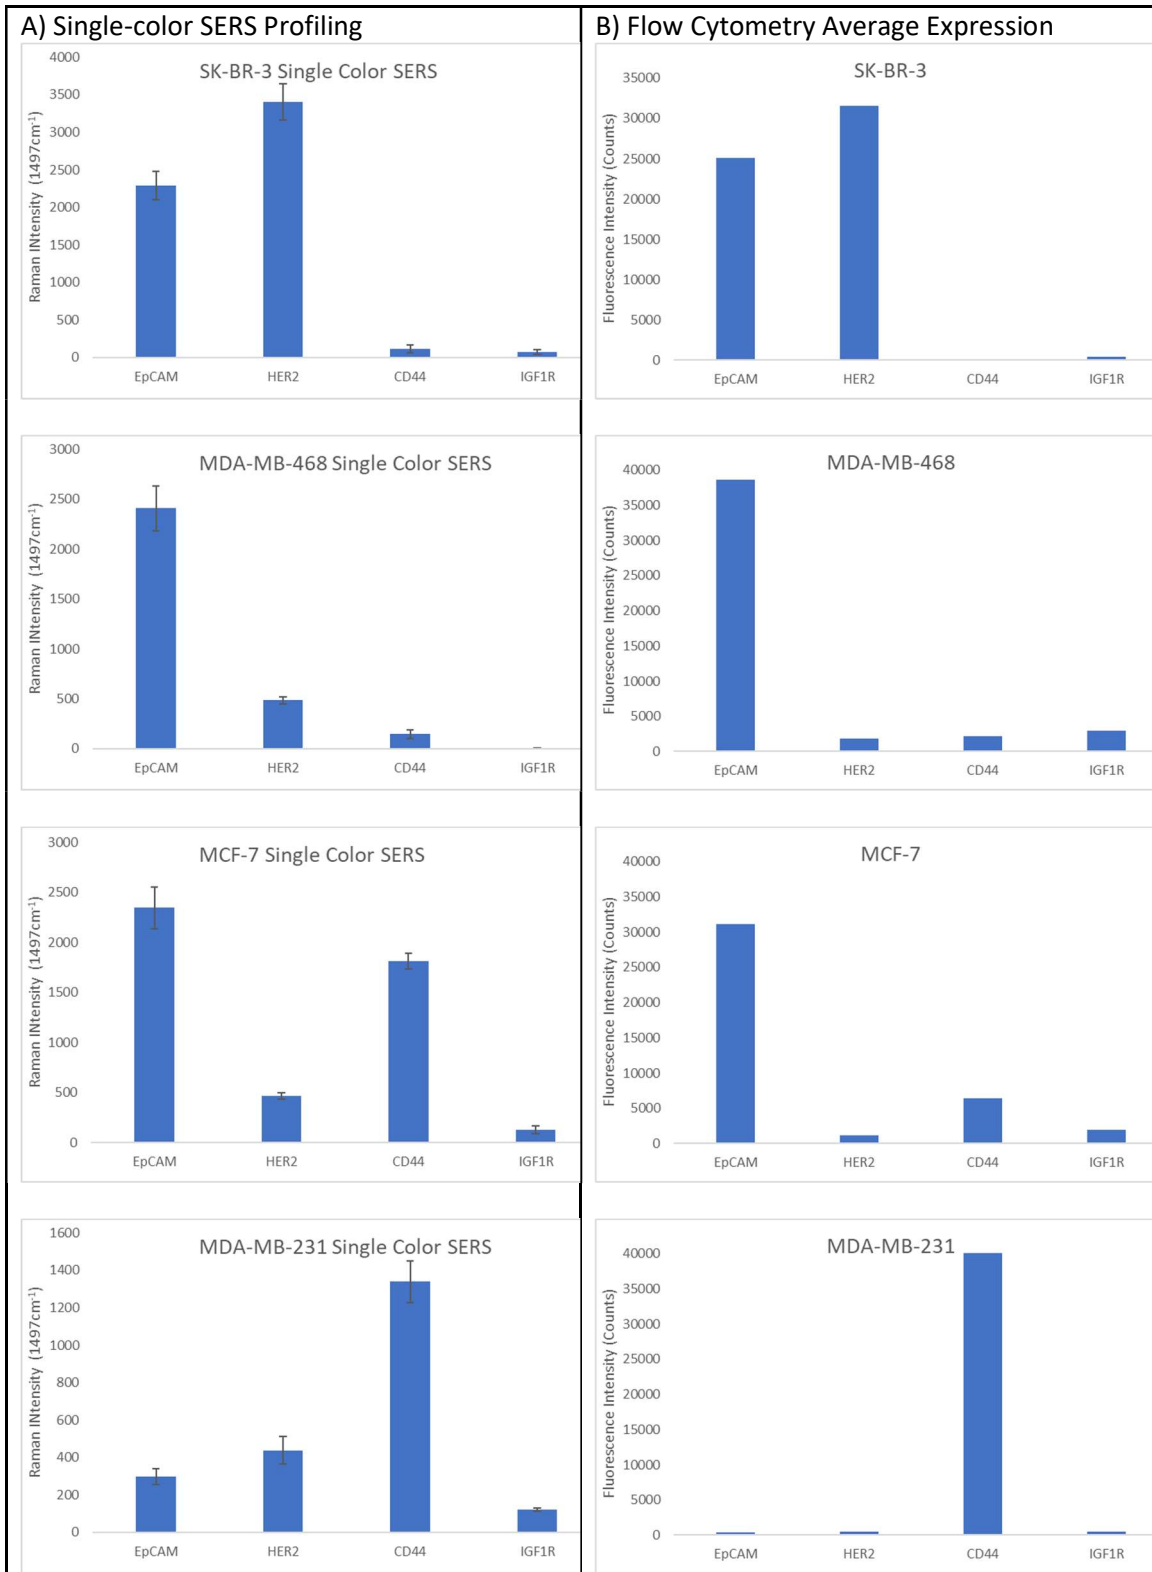 A) Single-color SERS Profiling
SK-BR-3 Single Color SERS
Raman INtensity (1497cm-1)
4000
3500
3000
2500
2000
1500
1000
500
0
EpCAM HER2 CD44 IGF1R
B) Flow Cytometry Average Expression
SK-BR-3
Fluorescence Intensity (Counts)
35000
30000
25000
20000
15000
10000
5000
0
EpCAM HER2 CD44 IGF1R
MDA-MB-468 Single Color SERS
Raman INtensity (1497cm-1)
3000
2500
2000
1500
1000
500
0
EpCAM HER2 CD44 IGF1R
MDA-MB-468
Fluorescence Intensity (Counts)
40000
35000
30000
25000
20000
15000
10000
5000
0
EpCAM HER2 CD44 IGF1R
MCF-7 Single Color SERS
Raman INtensity (1497cm-1)
3000
2500
2000
1500
1000
500
0
EpCAM HER2 CD44 IGF1R
MCF-7
Fluorescence Intensity (Counts)
40000
35000
30000
25000
20000
15000
10000
5000
0
EpCAM HER2 CD44 IGF1R
MDA-MB-231 Single Color SERS
Raman INtensity (1497cm-1)
1600
1400
1200
1000
800
600
400
200
0
EpCAM HER2 CD44 IGF1R
MDA-MB-231
Fluorescence Intensity (Counts)
40000
35000
30000
25000
20000
15000
10000
5000
0
EpCAM HER2 CD44 IGF1R